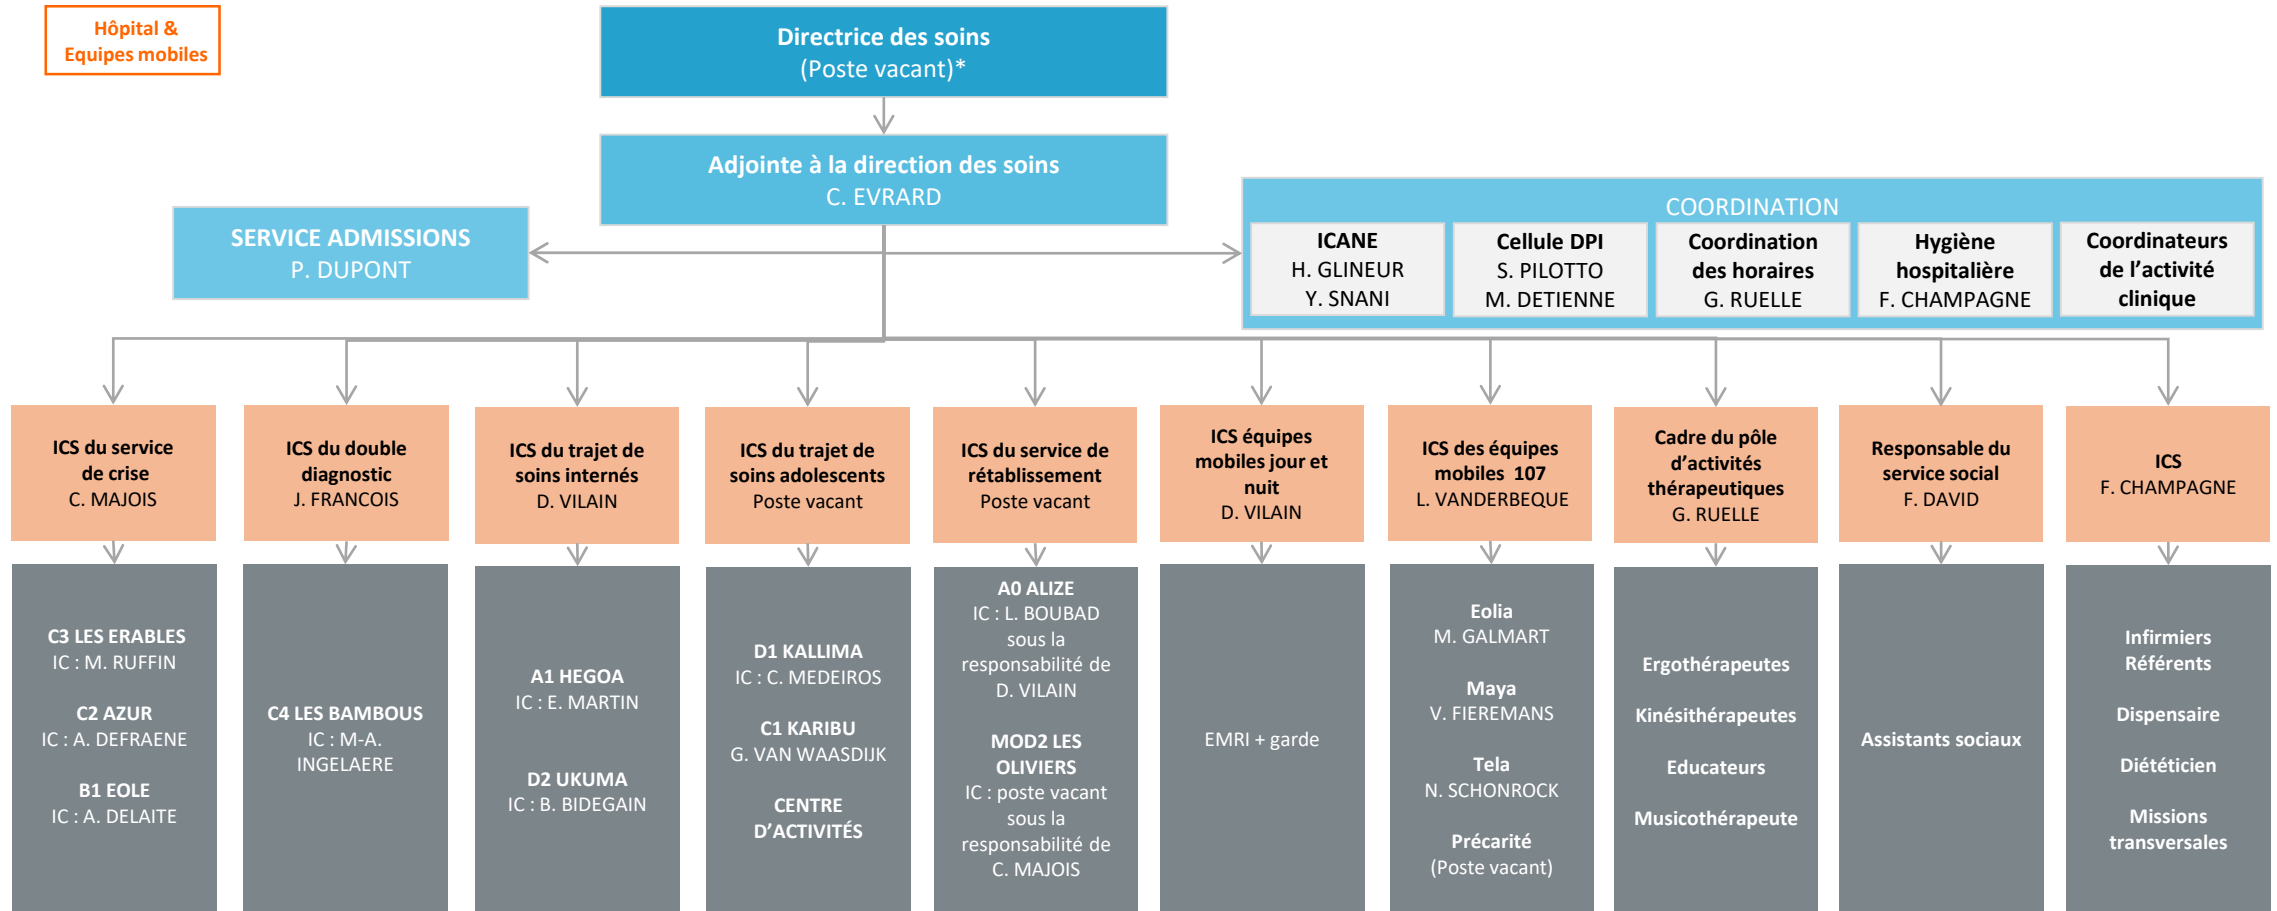 Hôpital &
Equipes mobiles
Directrice des soins
(Poste vacant)*
Adjointe à la direction des soins
C. EVRARD
SERVICE ADMISSIONS
P. DUPONT
COORDINATION
ICANE
H. GLINEUR
Y. SNANI
Cellule DPI
S. PILOTTO
M. DETIENNE
Coordination
des horaires
G. RUELLE
Hygiène
hospitalière
F. CHAMPAGNE
Coordinateurs
de l’activité
clinique
ICS du service
de crise
C. MAJOIS
ICS du double
diagnostic
J. FRANCOIS
ICS du trajet de
soins internés
D. VILAIN
ICS du trajet de
soins adolescents
Poste vacant
ICS du service de
rétablissement
Poste vacant
ICS équipes
mobiles jour et
nuit
D. VILAIN
ICS des équipes
mobiles 107
L. VANDERBEQUE
Cadre du pôle
d’activités
thérapeutiques
G. RUELLE
Responsable du
service social
F. DAVID
ICS
F. CHAMPAGNE
C3 LES ERABLES
IC : M. RUFFIN
C2 AZUR
IC : A. DEFRAENE
B1 EOLE
IC : A. DELAITE
C4 LES BAMBOUS
IC : M-A.
INGELAERE
A1 HEGOA
IC : E. MARTIN
D2 UKUMA
IC : B. BIDEGAIN
D1 KALLIMA
IC : C. MEDEIROS
C1 KARIBU
G. VAN WAASDIJK
CENTRE
D’ACTIVITÉS
A0 ALIZE
IC : L. BOUBAD
sous la
responsabilité de
D. VILAIN
MOD2 LES
OLIVIERS
IC : poste vacant
sous la
responsabilité de
C. MAJOIS
EMRI + garde
Eolia
M. GALMART
Maya
V. FIEREMANS
Tela
N. SCHONROCK
Précarité
(Poste vacant)
Ergothérapeutes
Kinésithérapeutes
Educateurs
Musicothérapeute
Assistants sociaux
Infirmiers
Référents
Dispensaire
Diététicien
Missions
transversales